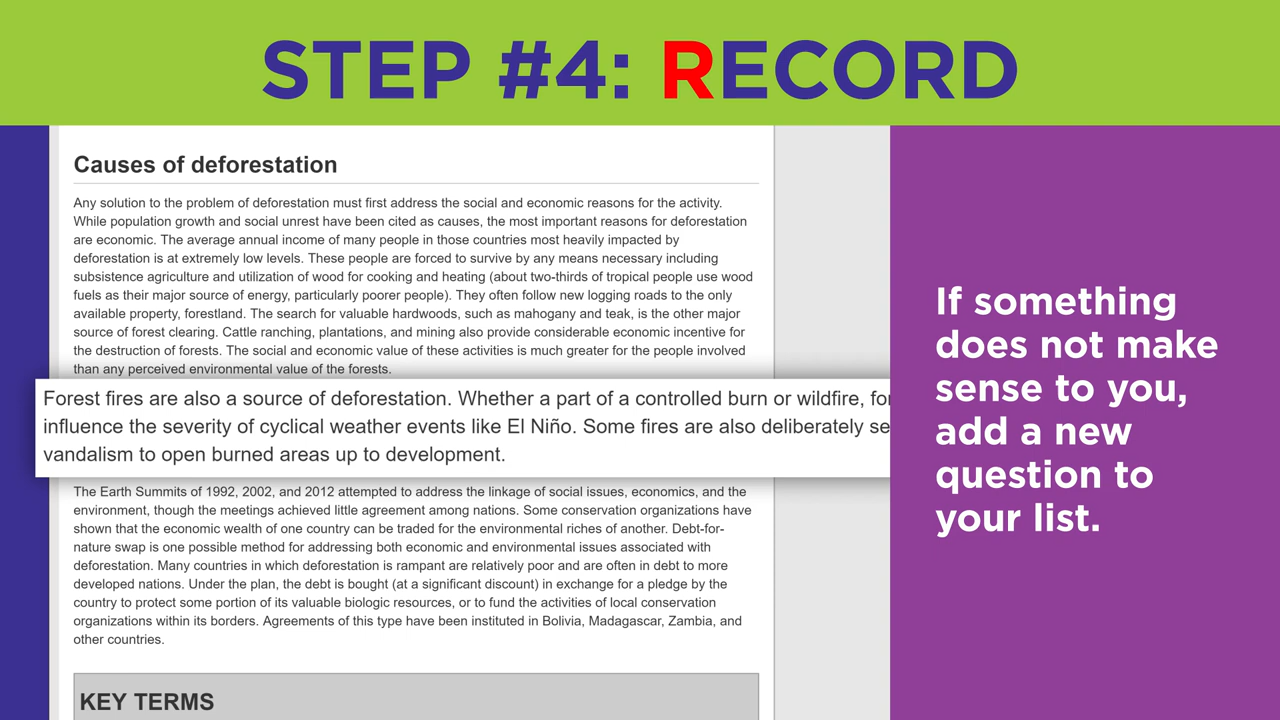 STEP #4: RECORD
Causes of deforestation
Any solution to the problem of deforestation must first address the social and economic reasons for the activity.
While population growth and social unrest have been cited as causes, the most important reasons for deforestation
are economic. The average annual income of many people in those countries most heavily impacted by
deforestation is at extremely low levels. These people are forced to survive by any means necessary including
subsistence agriculture and utilization of wood for cooking and heating (about two-thirds of tropical people use wood
fuels as their major source of energy, particularly poorer people). They often follow new logging roads to the only
available property, forestland. The search for valuable hardwoods, such as mahogany and teak, is the other major
source of forest clearing. Cattle ranching, plantations, and mining also provide considerable economic incentive for
the destruction of forests. The social and economic value of these activities is much greater for the people involved
than any perceived environmental value of the forests.
Forest fires are also a source of deforestation. Whether a part of a controlled burn or wildfire,
influence the severity of cyclical weather events like El Niño. Some fires are also deliberately
vandalism to open burned areas up to development.
The Earth Summits of 1992, 2002, and 2012 attempted to address the linkage of social issues, economics, and the
environment, though the meetings achieved little agreement among nations. Some conservation organizations have
shown that the economic wealth of one country can be traded for the environmental riches of another. Debt-for-
nature swap is one possible method for addressing both economic and environmental issues associated with
deforestation. Many countries in which deforestation is rampant are relatively poor and are often in debt to more
developed nations. Under the plan, the debt is bought (at a significant discount) in exchange for a pledge by the
country to protect some portion of its valuable biologic resources, or to fund the activities of local conservation
organizations within its borders. Agreements of this type have been instituted in Bolivia, Madagascar, Zambia, and
other countries.
KEY TERMS
If something
does not make
sense to you,
add a new
question to
your list.